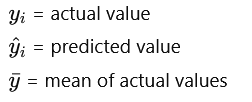 yᵢ = actual value
ŷᵢ = predicted value
ȳ = mean of actual values